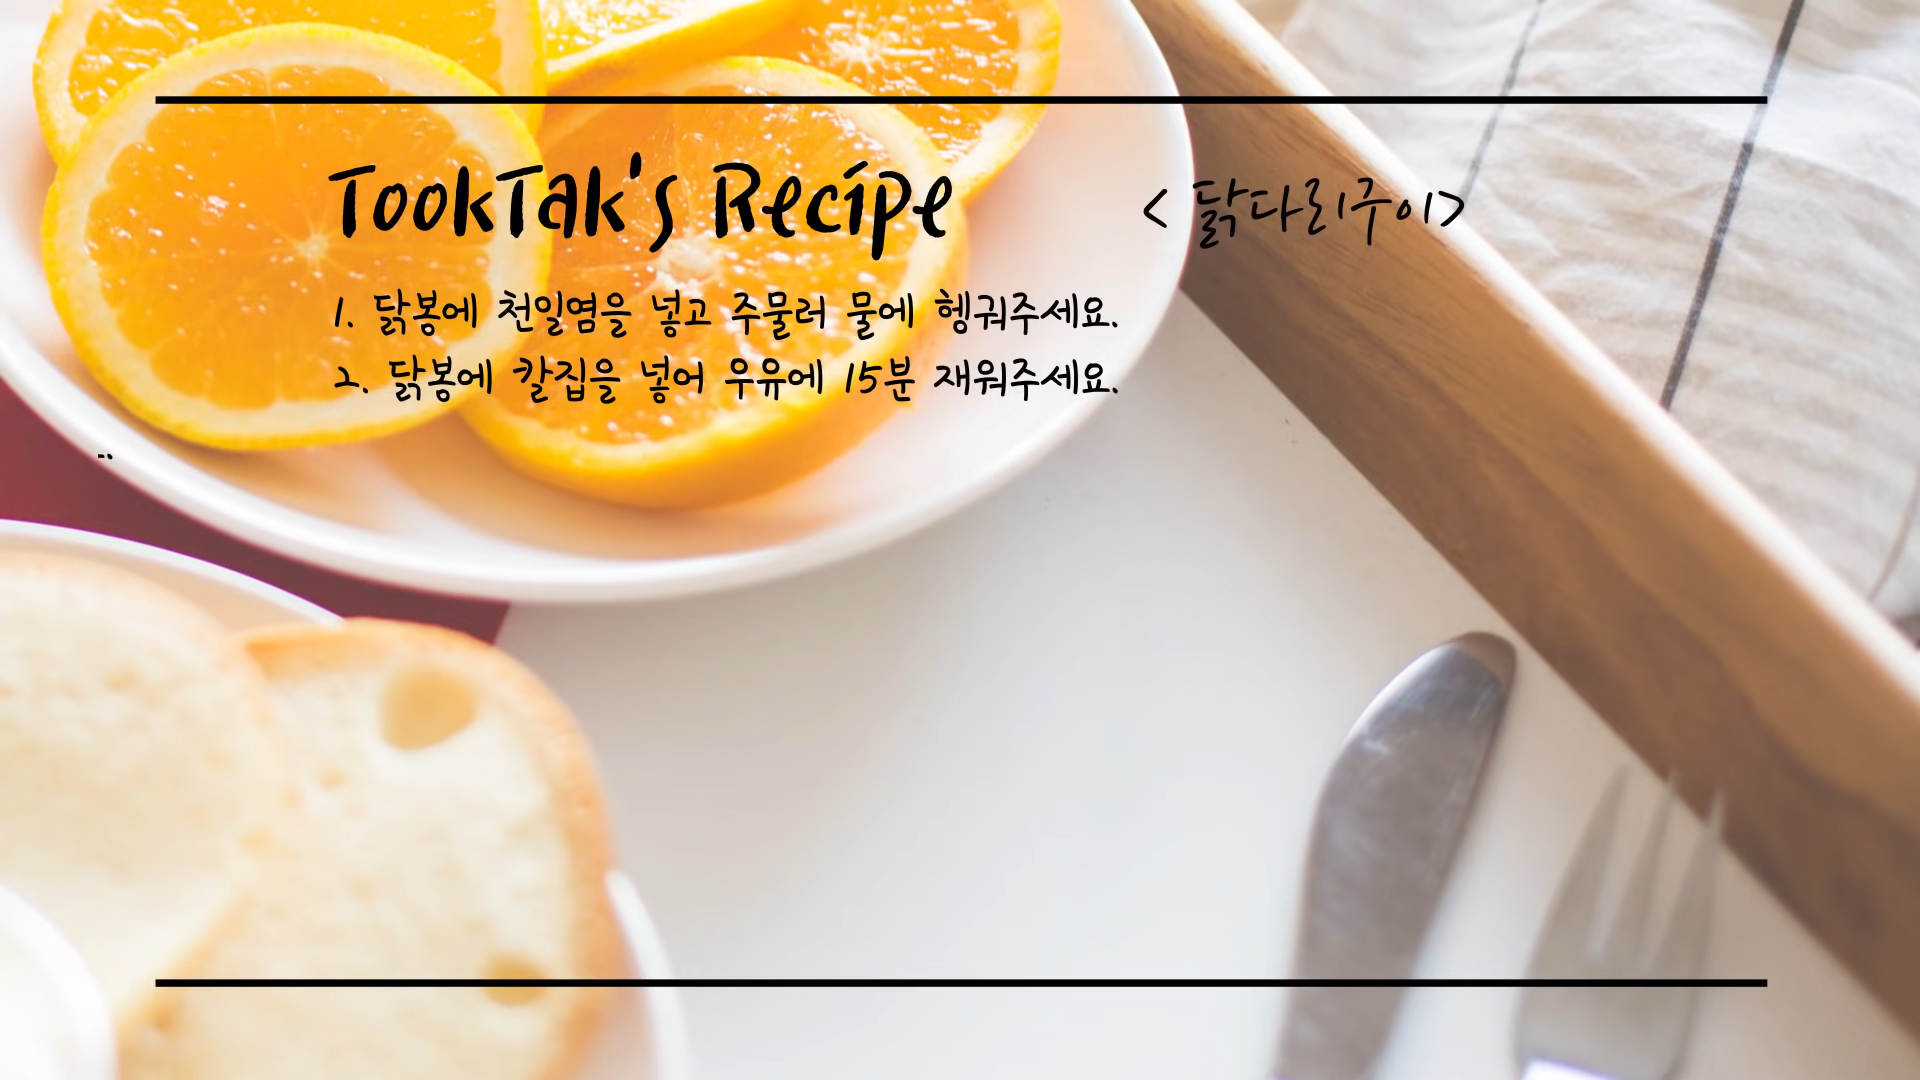 TookTak's Recipe <닭다리구이>
1. 닭봉에 천일염을 넣고 주물러 물에 헹궈주세요.
2. 닭봉에 칼집을 넣어 우유에 15분 재워주세요.